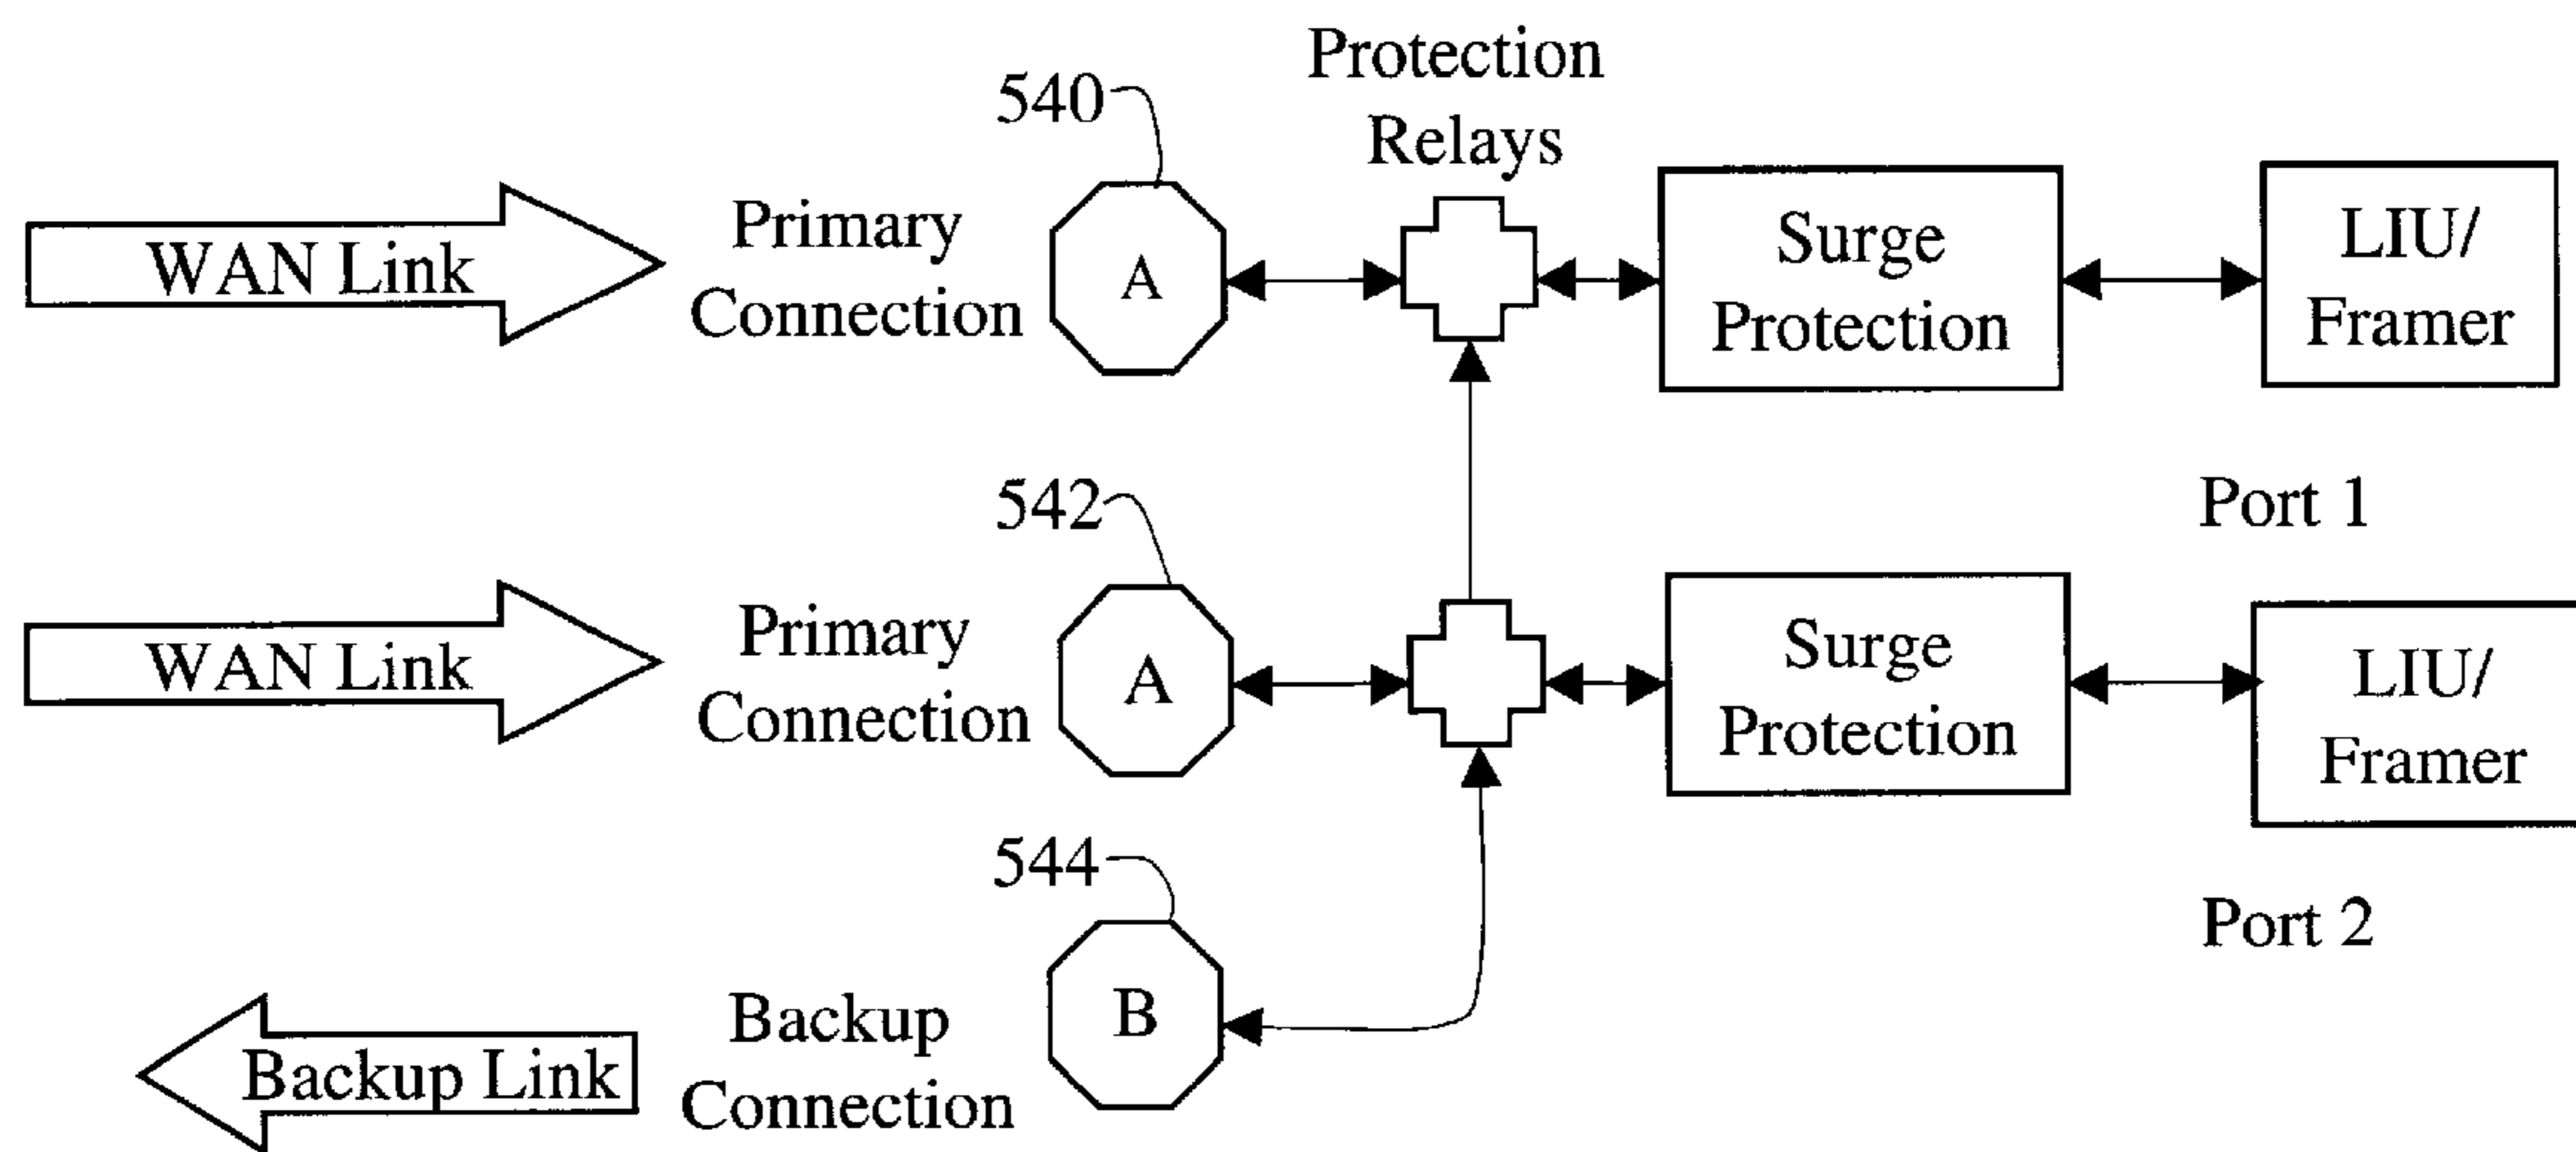 Protection
Relays
540
WAN Link
Primary
Connection
A
Surge
Protection
LIU/
Framer
Port 1
542
WAN Link
Primary
Connection
A
Surge
Protection
LIU/
Framer
Port 2
544
Backup Link
Backup
Connection
B